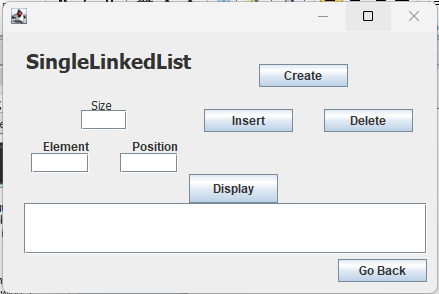 SingleLinkedList
Create
Size
Insert
Delete
Element
Position
Display
Go Back